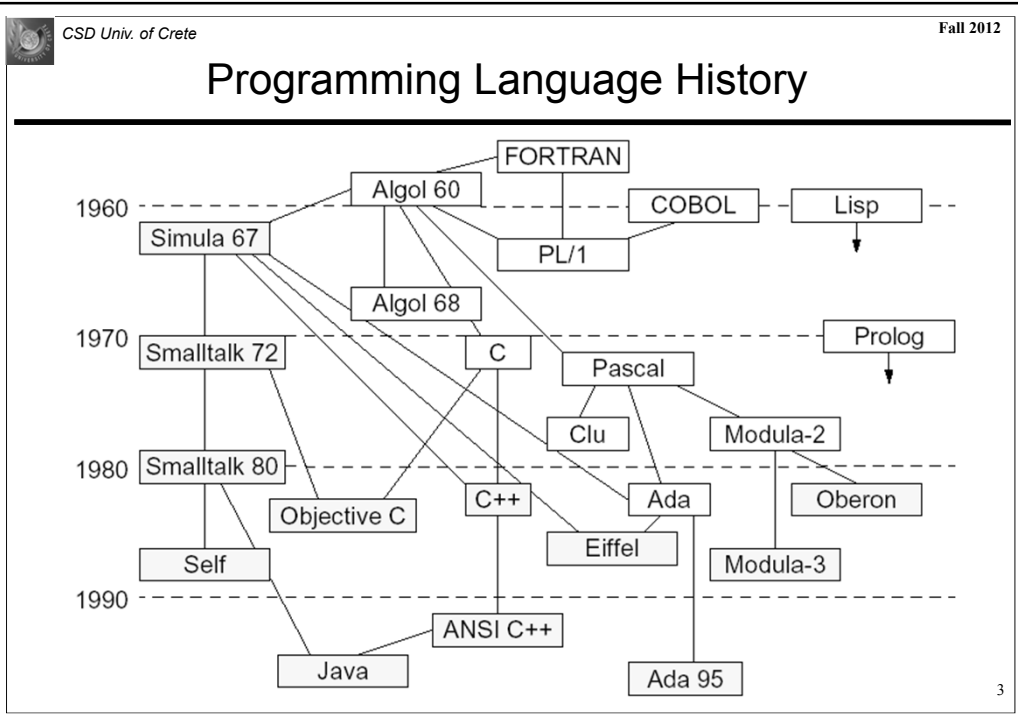 CSD Univ. of Crete
Fall 2012
Programming Language History
FORTRAN
Algol 60
1960
COBOL
Lisp
Simula 67
PL/1
Algol 68
1970
Prolog
Smalltalk 72
C
Pascal
Clu
Modula-2
1980
Smalltalk 80
C++
Ada
Oberon
Objective C
Eiffel
Self
Modula-3
1990
ANSI C++
Java
Ada 95
3